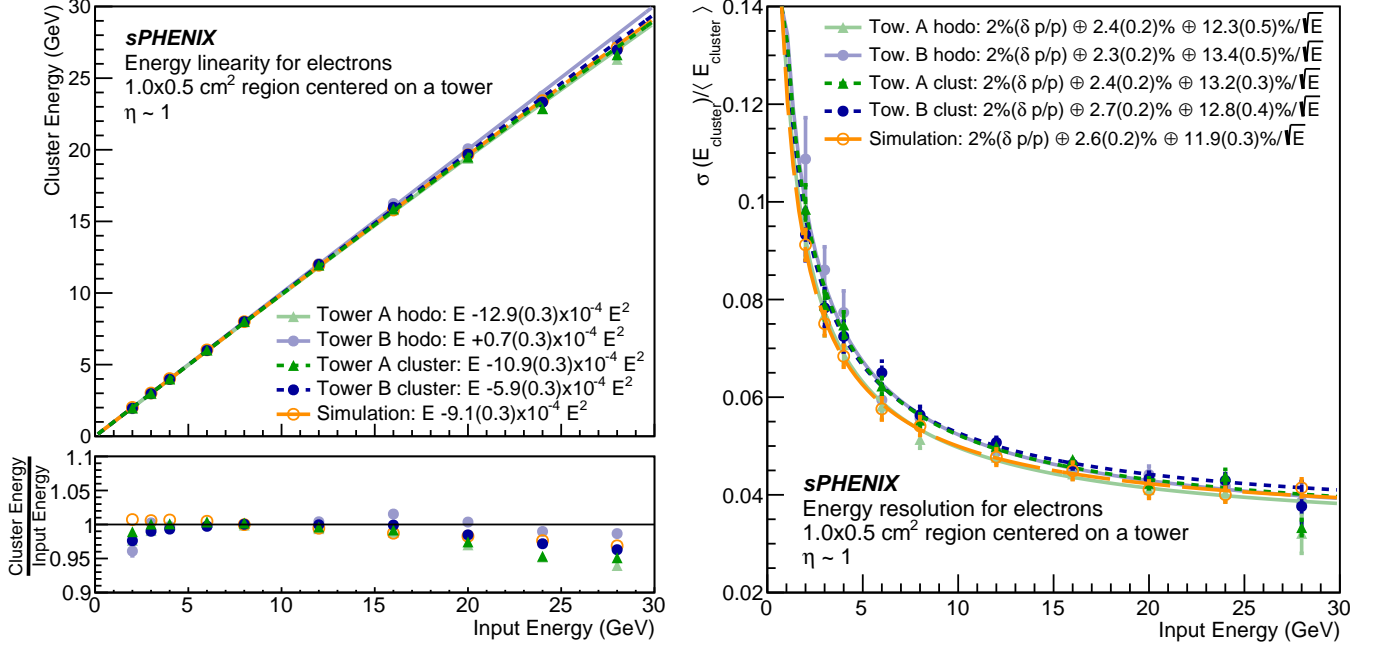 sPHENIX
Energy linearity for electrons
1.0x0.5 cm² region centered on a tower
η ~ 1
Cluster Energy (GeV)
30
25
20
15
10
5
0
Tower A hodo: E -12.9(0.3)x10⁻⁴ E²
Tower B hodo: E +0.7(0.3)x10⁻⁴ E²
Tower A cluster: E -10.9(0.3)x10⁻⁴ E²
Tower B cluster: E -5.9(0.3)x10⁻⁴ E²
Simulation: E -9.1(0.3)x10⁻⁴ E²
Cluster Energy
Input Energy
1.1
1.05
1
0.95
0.9
0 5 10 15 20 25 30
Input Energy (GeV)
σ (E_cluster)/⟨ E_cluster ⟩
0.14
0.12
0.1
0.08
0.06
0.04
0.02
Tow. A hodo: 2%(δ p/p) ⊕ 2.4(0.2)% ⊕ 12.3(0.5)%/√E
Tow. B hodo: 2%(δ p/p) ⊕ 2.3(0.2)% ⊕ 13.4(0.5)%/√E
Tow. A clust: 2%(δ p/p) ⊕ 2.4(0.2)% ⊕ 13.2(0.3)%/√E
Tow. B clust: 2%(δ p/p) ⊕ 2.7(0.2)% ⊕ 12.8(0.4)%/√E
Simulation: 2%(δ p/p) ⊕ 2.6(0.2)% ⊕ 11.9(0.3)%/√E
sPHENIX
Energy resolution for electrons
1.0x0.5 cm² region centered on a tower
η ~ 1
0 5 10 15 20 25 30
Input Energy (GeV)